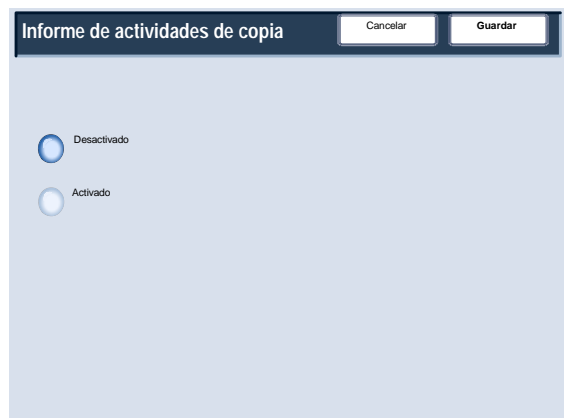 Informe de actividades de copia
Cancelar
Guardar
Desactivado
Activado